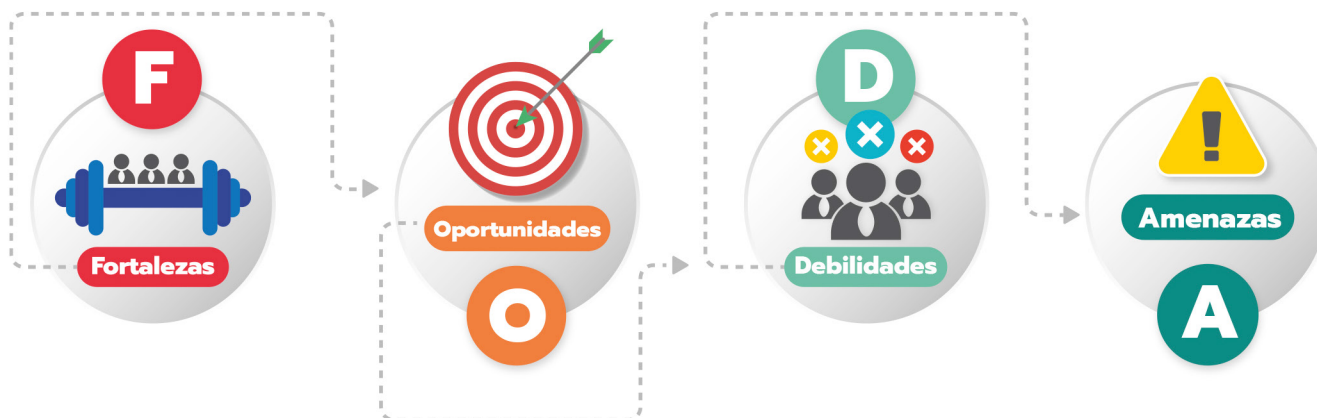 F
Fortalezas
Oportunidades
O
D
Debilidades
!
Amenazas
A